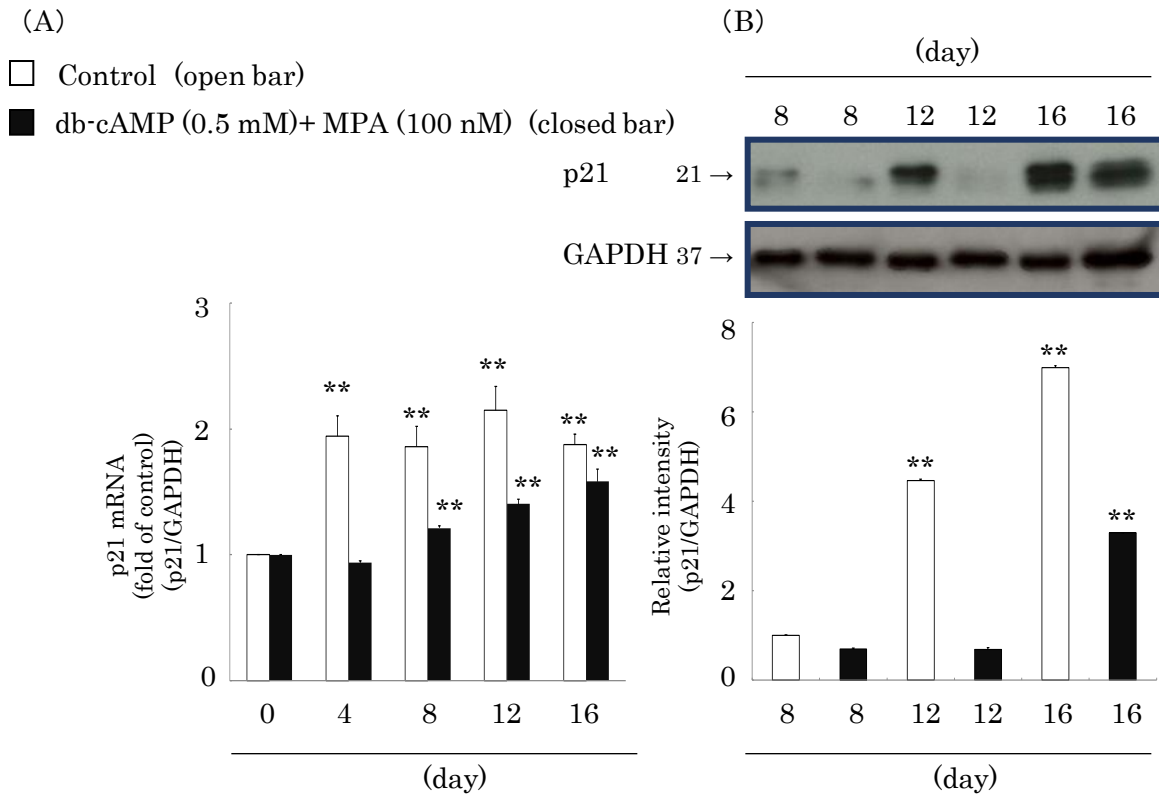 (A)
Control (open bar)
db-cAMP (0.5 mM)+ MPA (100 nM) (closed bar)
3
2
1
0
p21 mRNA
(fold of control)
(p21/GAPDH)
**
**
**
**
**
**
**
0 4 8 12 16
(day)
(B)
(day)
8 8 12 12 16 16
p21 21 →
GAPDH 37 →
8
6
4
2
0
Relative intensity
(p21/GAPDH)
**
**
**
8 8 12 12 16 16
(day)